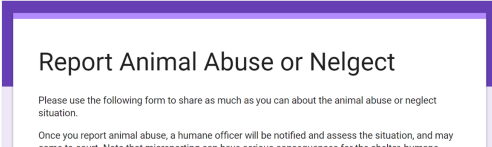 Report Animal Abuse or Nelgect
Please use the following form to share as much as you can about the animal abuse or neglect
situation.
Once you report animal abuse, a humane officer will be notified and assess the situation, and may
come to court. Note that misreporting can have serious consequences for the shelter, humane